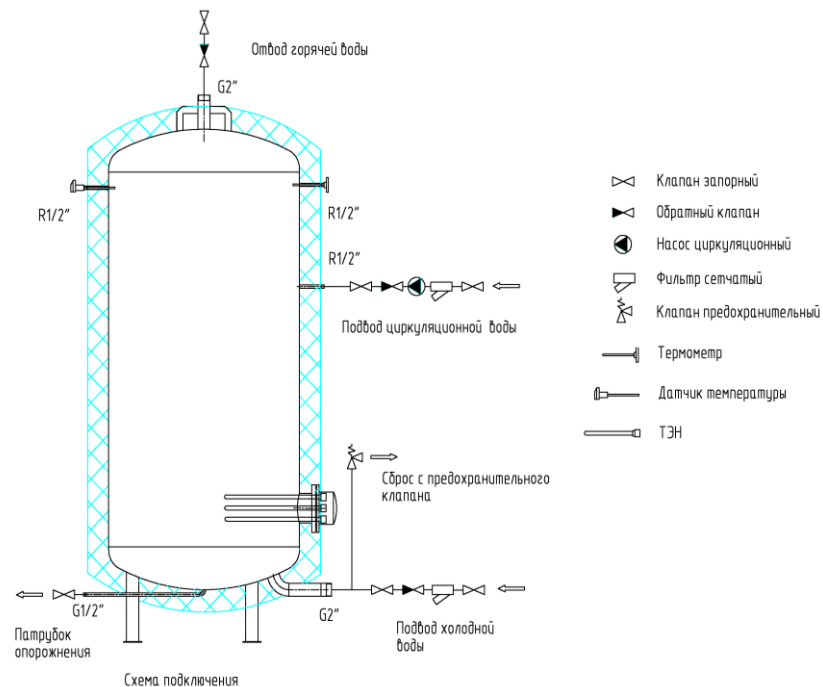 Отвод горячей воды
G2"
R1/2"
R1/2"
R1/2"
Подвод циркуляционной воды
Сброс с предохранительного
клапана
G1/2"
G2"
Патрубок
опорожнения
Подвод холодной
воды
Схема подключения
Клапан запорный
Обратный клапан
Насос циркуляционный
Фильтр сетчатый
Клапан предохранительный
Термометр
Датчик температуры
ТЭН